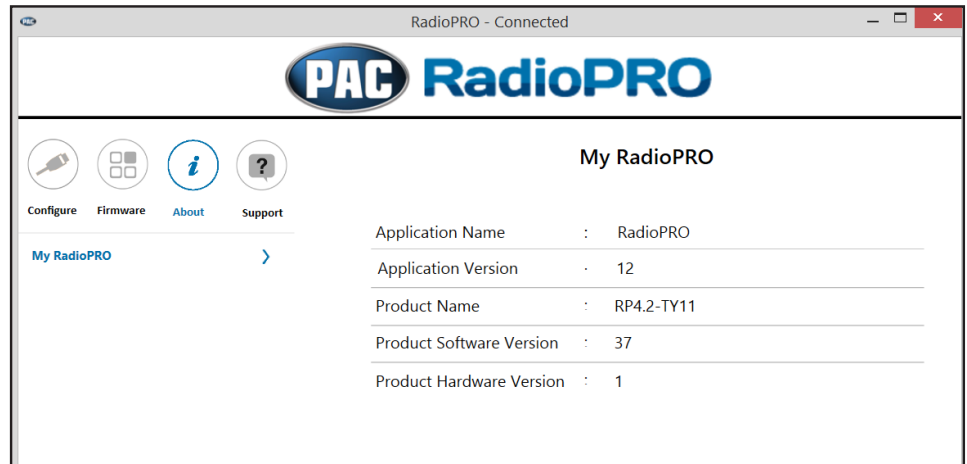 PAC
RadioPRO - Connected
PAC RadioPRO
Configure Firmware About Support
My RadioPRO
My RadioPRO
Application Name : RadioPRO
Application Version . 12
Product Name : RP4.2-TY11
Product Software Version : 37
Product Hardware Version : 1